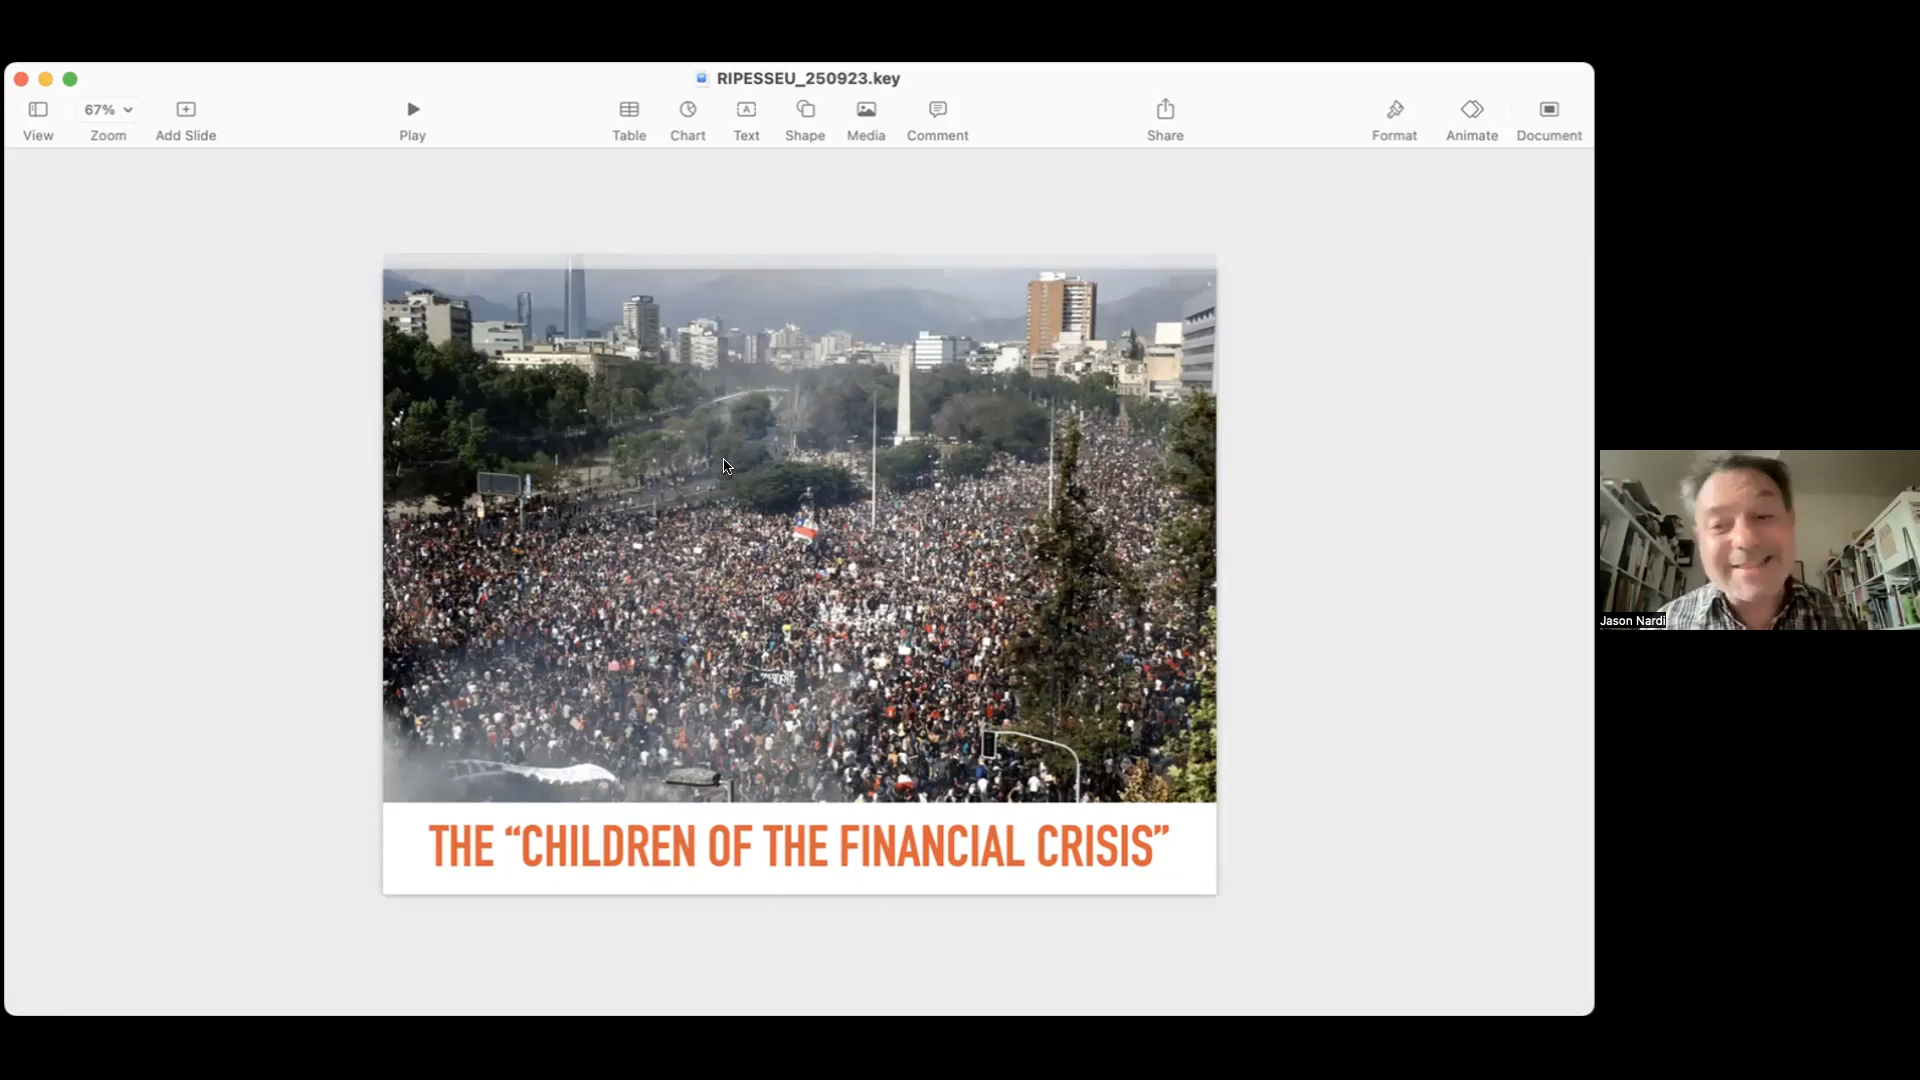 RIPESSEU_250923.key
67%
View
Zoom
Add Slide
Play
Table
Chart
Text
Shape
Media
Comment
Share
Format
Animate
Document
THE “CHILDREN OF THE FINANCIAL CRISIS”
Jason Nardi